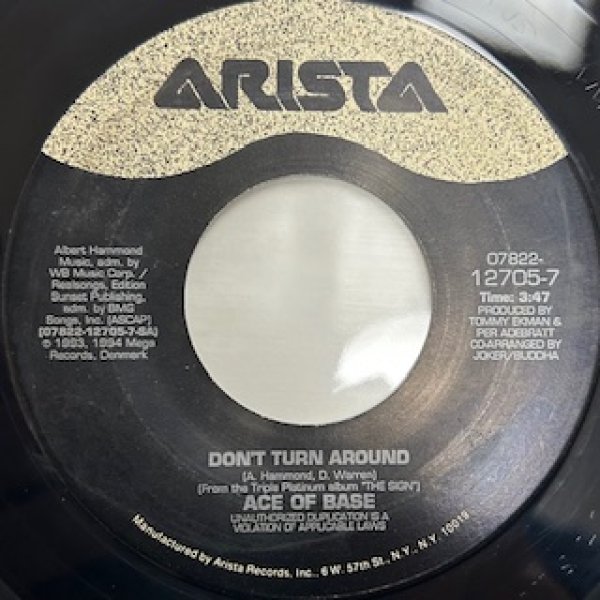 ARISTA
Albert Hammond
Music, adm. by
WB Music Corp. /
Realsongs, Edition
Sunset Publishing,
adm. by BMG
Songs, Inc. (ASCAP)
(07822-12705-7-SA)
℗ 1993, 1994 Mega
Records, Denmark
07822-
12705-7
Time: 3:47
PRODUCED BY
TOMMY EKMAN &
PER ADEBRATT
CO-ARRANGED BY
JOKER/BUDDHA
DON'T TURN AROUND
(A. Hammond, D. Warren)
(From the Triple Platinum album "THE SIGN")
ACE OF BASE
UNAUTHORIZED DUPLICATION IS A
VIOLATION OF APPLICABLE LAWS
Manufactured by Arista Records, Inc., 6 W. 57th St., N.Y., N.Y. 10019